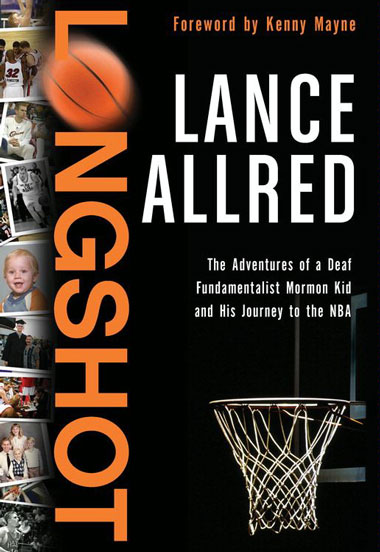 Foreword by Kenny Mayne
LONGSHOT
LANCE
ALLRED
The Adventures of a Deaf
Fundamentalist Mormon Kid
and His Journey to the NBA
32